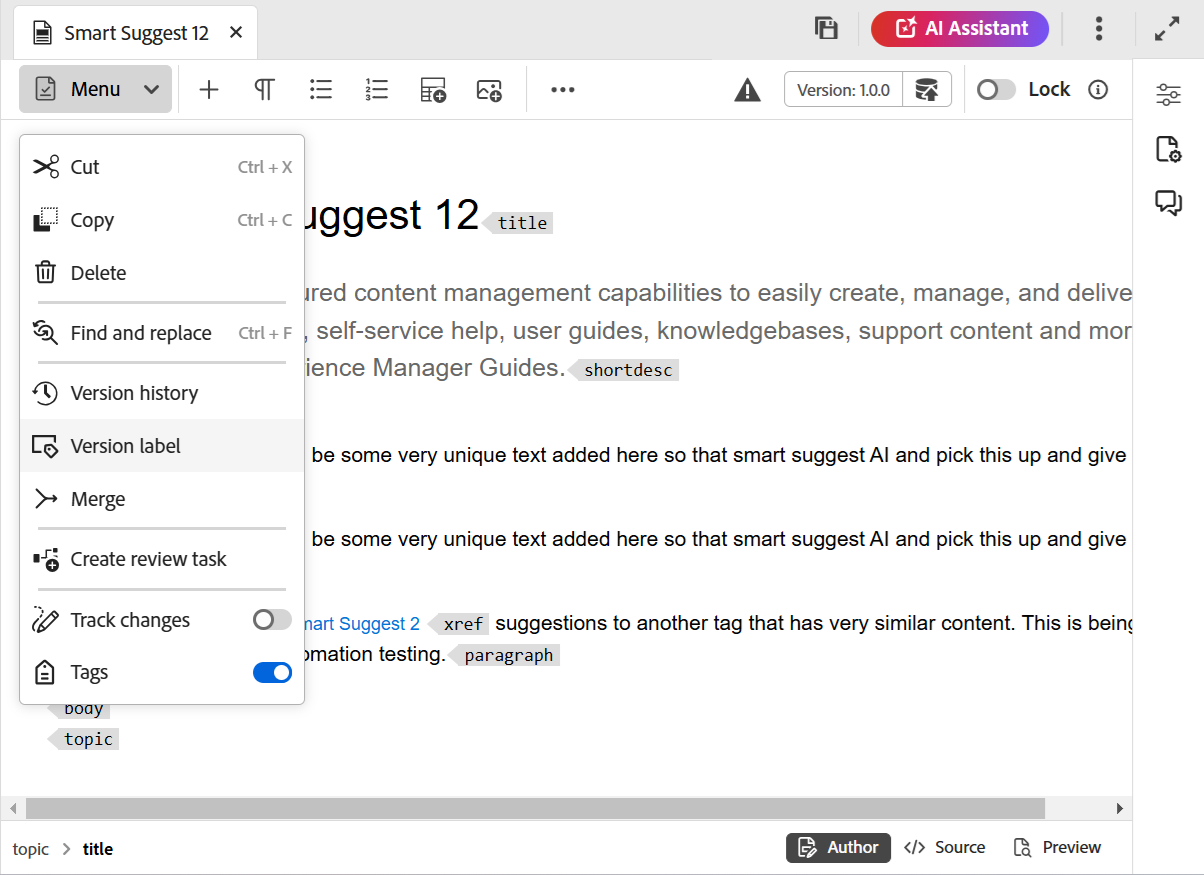 Smart Suggest 12
AI Assistant
Menu
Version: 1.0.0
Lock
Cut Ctrl + X
Copy Ctrl + C
Delete
Find and replace Ctrl + F
Version history
Version label
Merge
Create review task
Track changes
Tags
uggest 12 title
ured content management capabilities to easily create, manage, and delive
, self-service help, user guides, knowledgebases, support content and mor
ience Manager Guides. shortdesc
be some very unique text added here so that smart suggest AI and pick this up and give
be some very unique text added here so that smart suggest AI and pick this up and give
mart Suggest 2 xref suggestions to another tag that has very similar content. This is being
omation testing. paragraph
body
topic
topic > title
Author
Source
Preview